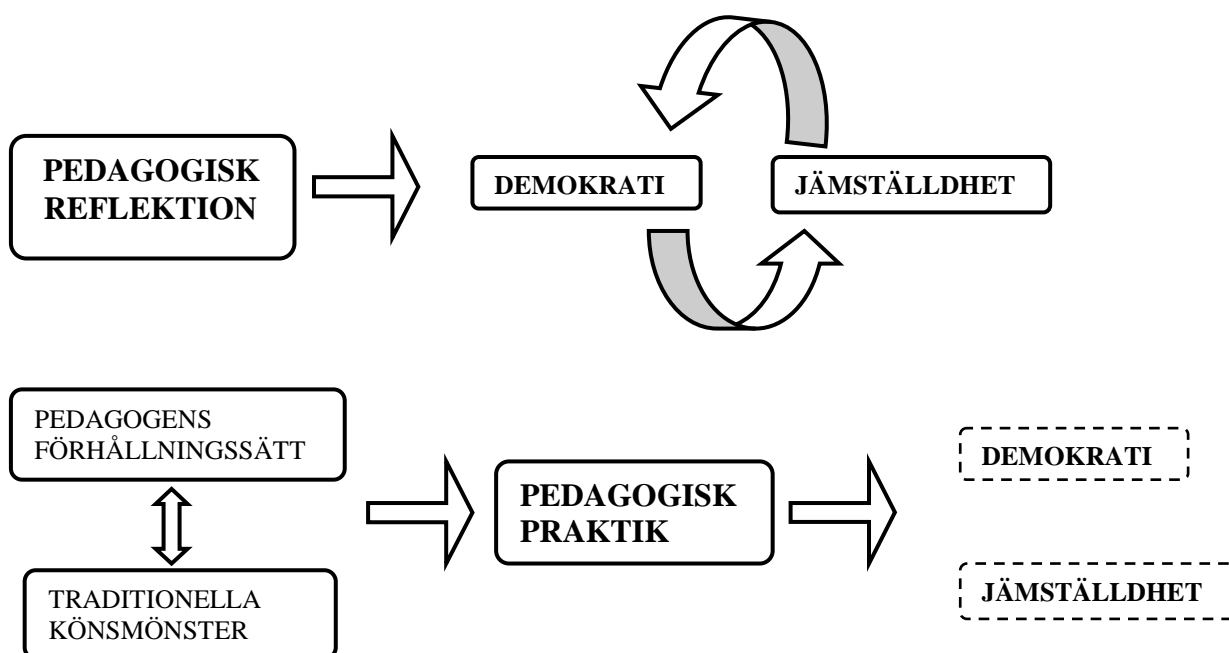 PEDAGOGISK
REFLEKTION
DEMOKRATI
JÄMSTÄLLDHET
PEDAGOGENS
FÖRHÅLLNINGSSÄTT
TRADITIONELLA
KÖNSMÖNSTER
PEDAGOGISK
PRAKTIK
DEMOKRATI
JÄMSTÄLLDHET